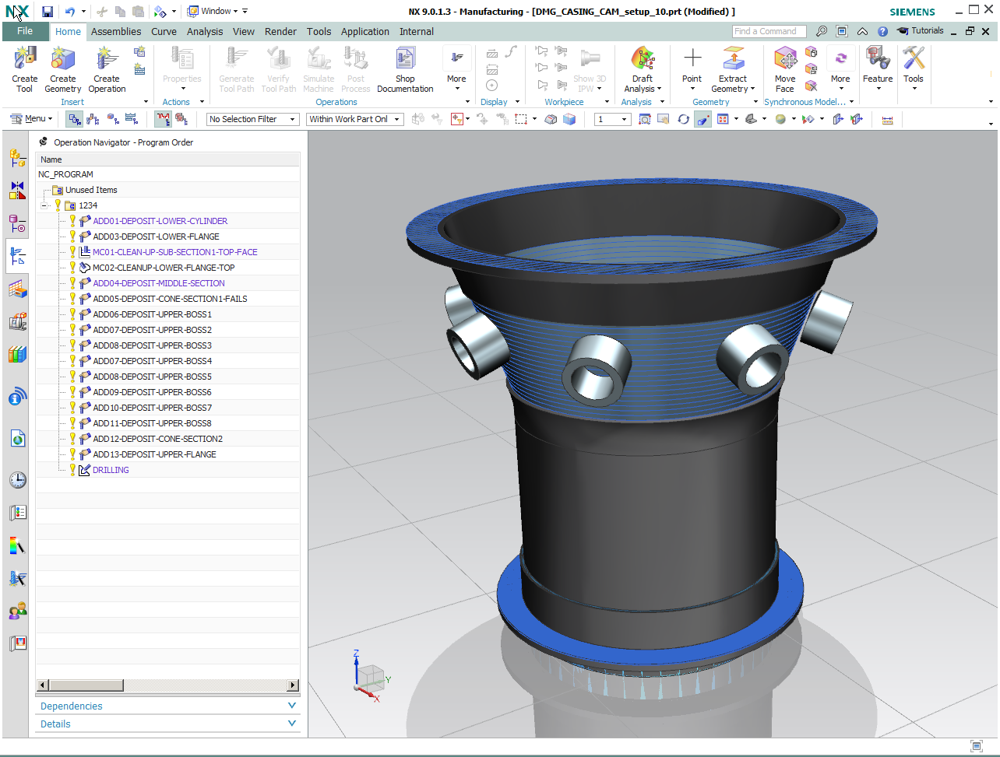 NX Window NX 9.0.1.3 - Manufacturing - [DMG_CASING_CAM_setup_10.prt (Modified) ] SIEMENS
File Home Assemblies Curve Analysis View Render Tools Application Internal Find a Command Tutorials
Create Tool Create Geometry Create Operation Properties Generate Tool Path Verify Tool Path Simulate Machine Post Process Shop Documentation More Show 3D IPW Draft Analysis Point Extract Geometry Move Face More Feature Tools
Insert Actions Operations Display Workpiece Analysis Geometry Synchronous Model...
Menu No Selection Filter Within Work Part Onl 1
Operation Navigator - Program Order
Name
NC_PROGRAM
Unused Items
1234
ADD01-DEPOSIT-LOWER-CYLINDER
ADD03-DEPOSIT-LOWER-FLANGE
MC01-CLEAN-UP-SUB-SECTION1-TOP-FACE
MC02-CLEANUP-LOWER-FLANGE-TOP
ADD04-DEPOSIT-MIDDLE-SECTION
ADD05-DEPOSIT-CONE-SECTION1-FAILS
ADD06-DEPOSIT-UPPER-BOSS1
ADD07-DEPOSIT-UPPER-BOSS2
ADD08-DEPOSIT-UPPER-BOSS3
ADD07-DEPOSIT-UPPER-BOSS4
ADD08-DEPOSIT-UPPER-BOSS5
ADD09-DEPOSIT-UPPER-BOSS6
ADD10-DEPOSIT-UPPER-BOSS7
ADD11-DEPOSIT-UPPER-BOSS8
ADD12-DEPOSIT-CONE-SECTION2
ADD13-DEPOSIT-UPPER-FLANGE
DRILLING
Z
Y
X
Dependencies
Details